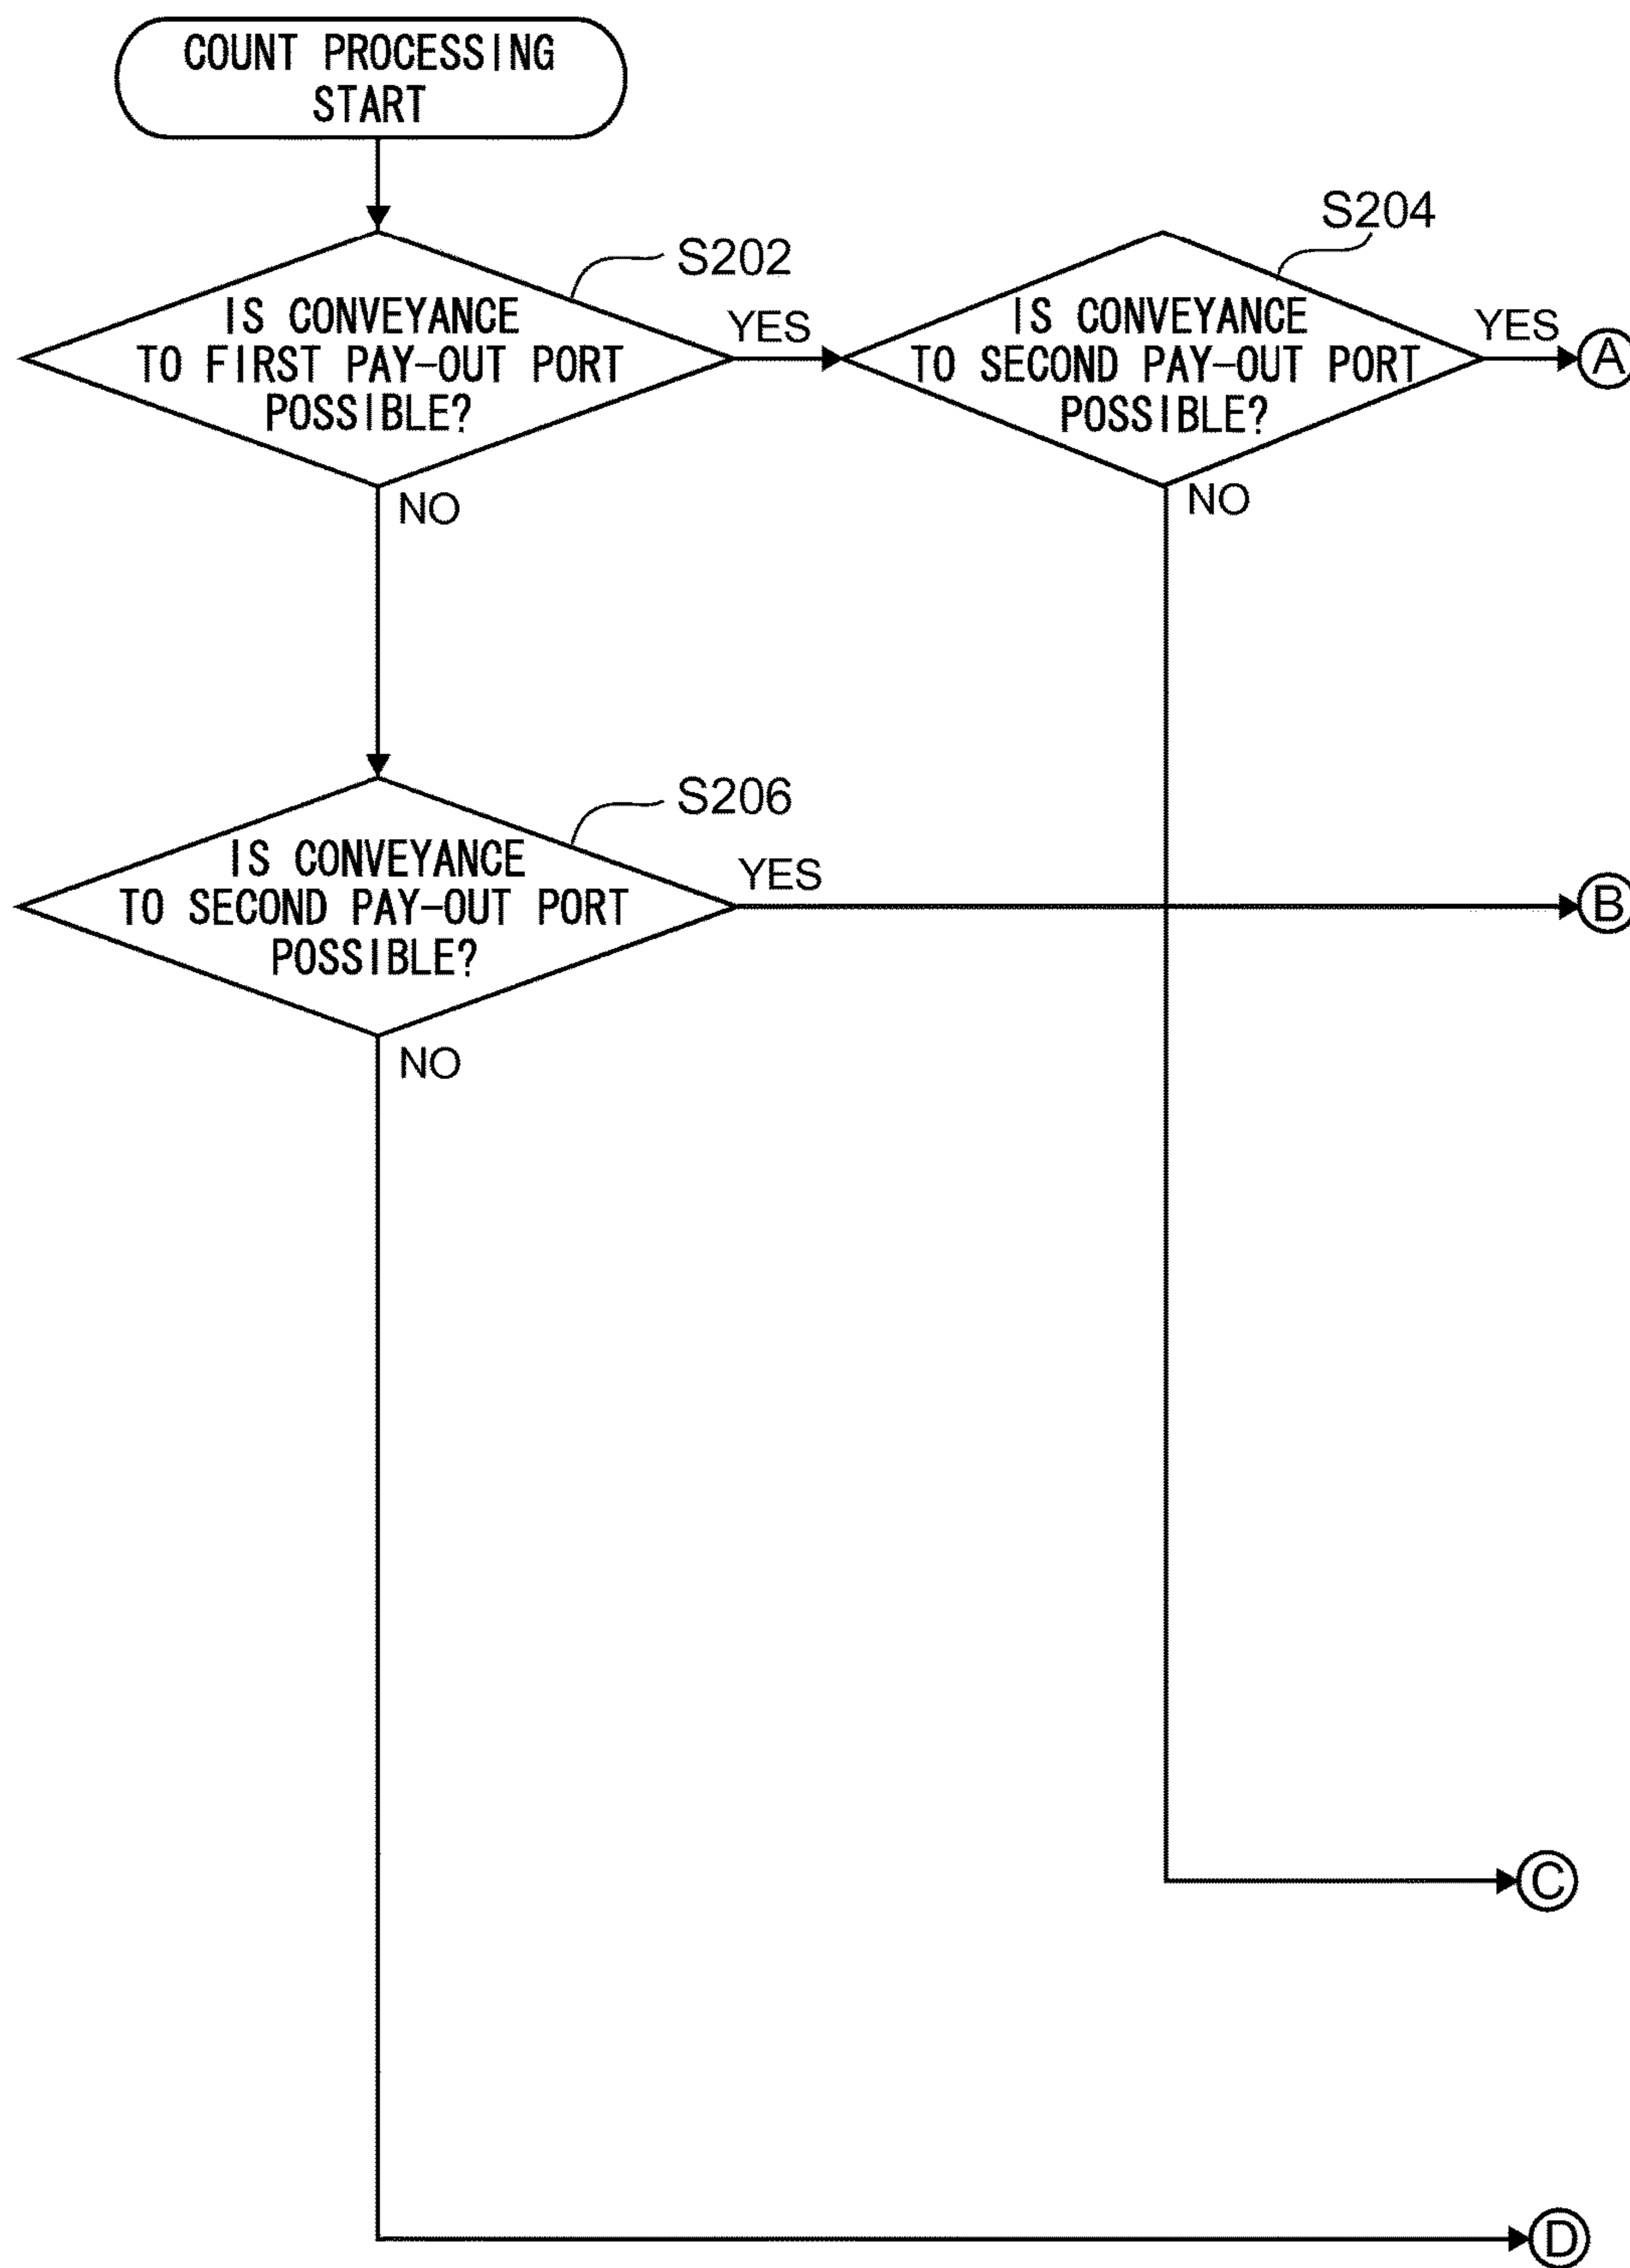 COUNT PROCESSING
START
S202
S204
IS CONVEYANCE
TO FIRST PAY-OUT PORT
POSSIBLE?
YES
IS CONVEYANCE
TO SECOND PAY-OUT PORT
POSSIBLE?
YES
A
NO
NO
S206
IS CONVEYANCE
TO SECOND PAY-OUT PORT
POSSIBLE?
YES
B
NO
C
D